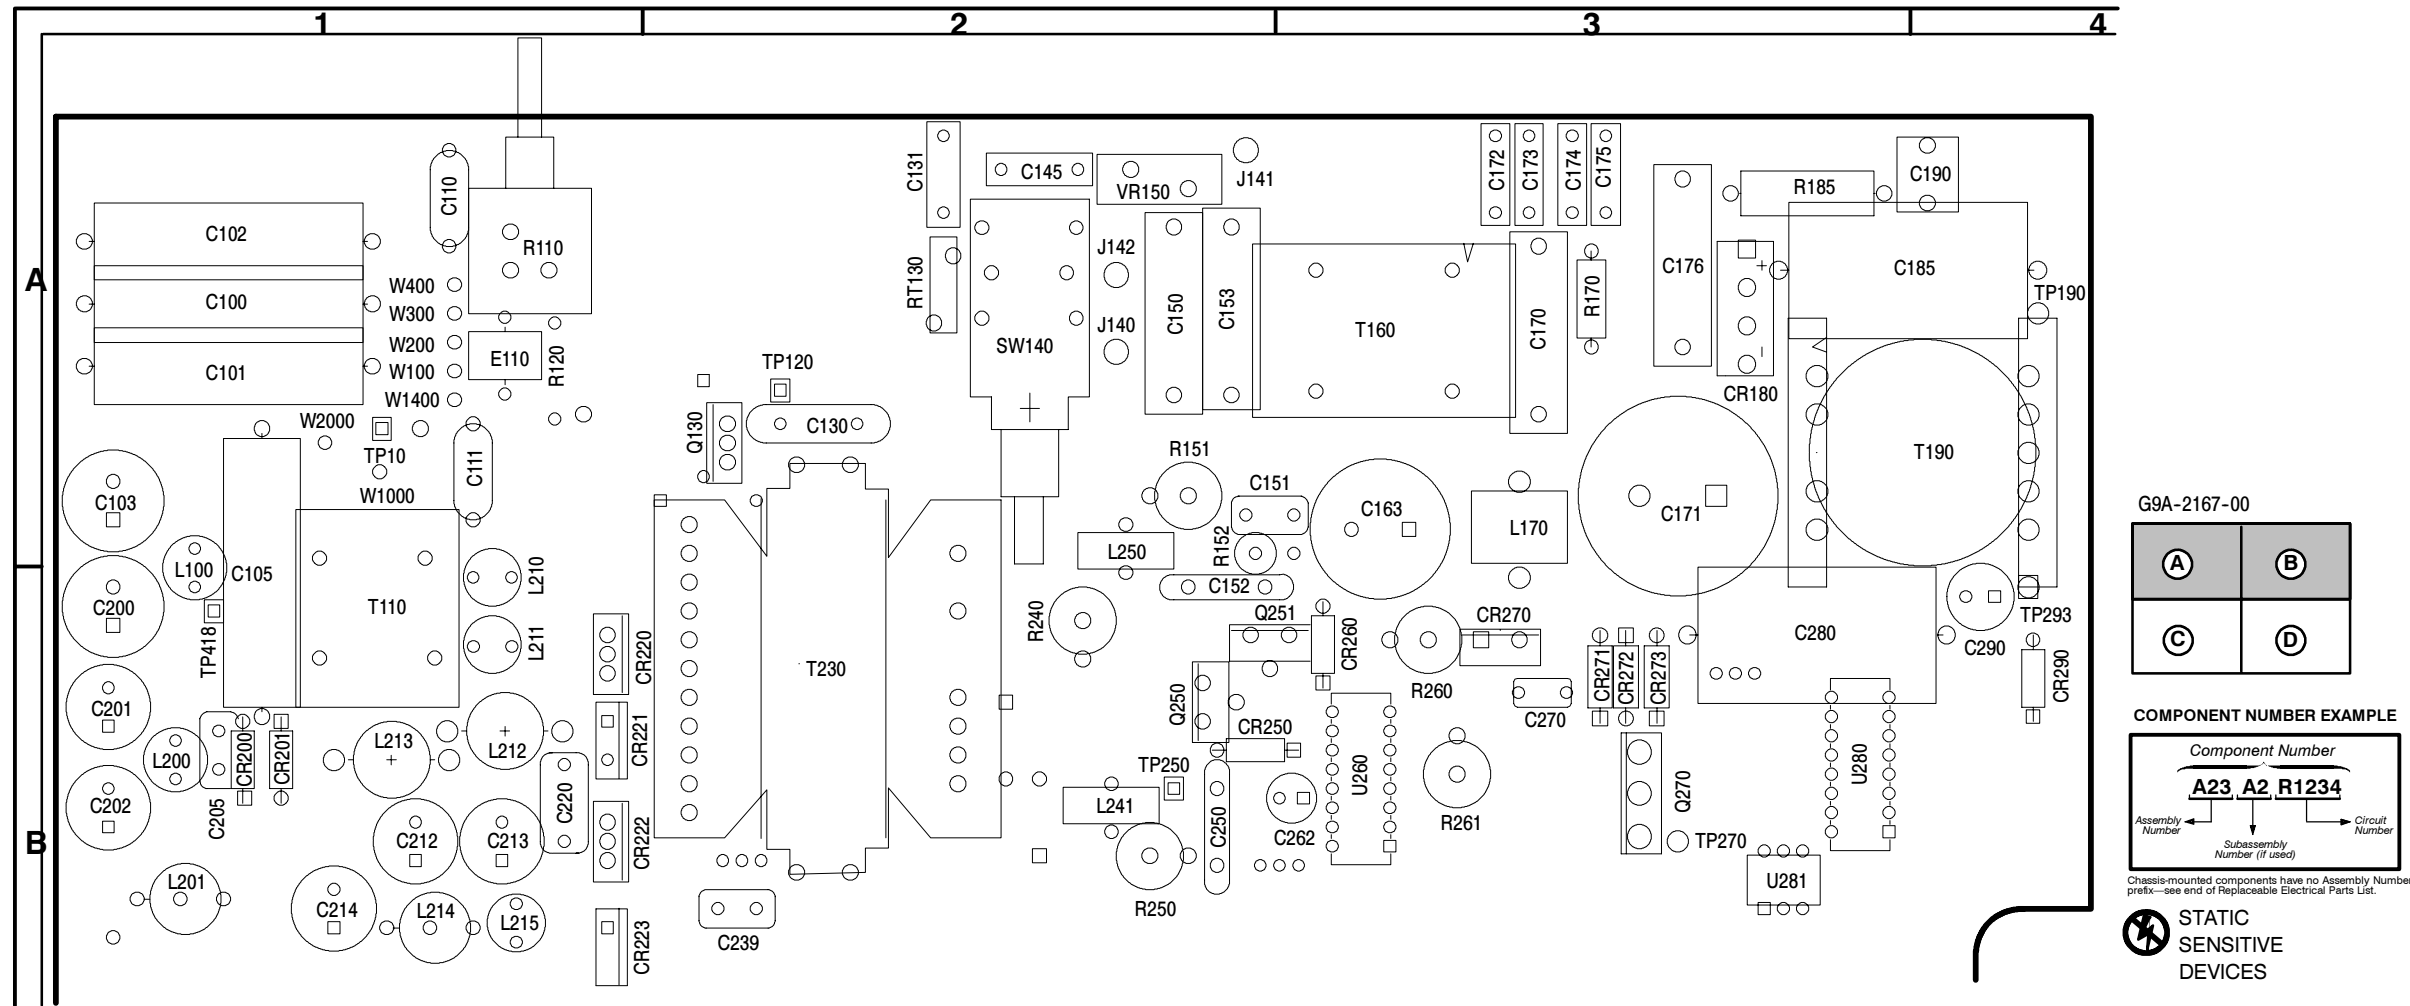 1 2 3 4
A
B
C102
C100
C101
C110
R110
W400
W300
W200
W100
W1400
E110
R120
W2000
TP10
W1000
C111
C103
L100
C105
C200
T110
L210
L211
TP418
C201
L200
C205
CR200
CR201
C202
L213
L212
C220
C212
C213
L201
C214
L214
L215
CR220
CR221
CR222
CR223
C131
C145
VR150
J141
RT130
J142
J140
SW140
C150
C153
T160
TP120
Q130
C130
T230
C239
R151
C151
L250
R152
C152
R240
Q251
CR260
Q250
CR250
TP250
L241
C250
R250
C262
U260
C163
L170
R260
CR270
C270
R261
C172
C173
C174
C175
C170
R170
C176
R185
C190
+
–
CR180
C185
TP190
C171
T190
CR271
CR272
CR273
C280
C290
TP293
CR290
Q270
TP270
U280
U281
G9A-2167-00
A B
C D
COMPONENT NUMBER EXAMPLE
Component Number
A23 A2 R1234
Assembly
Number
Subassembly
Number (if used)
Circuit
Number
Chassis-mounted components have no Assembly Number
prefix—see end of Replaceable Electrical Parts List.
STATIC
SENSITIVE
DEVICES